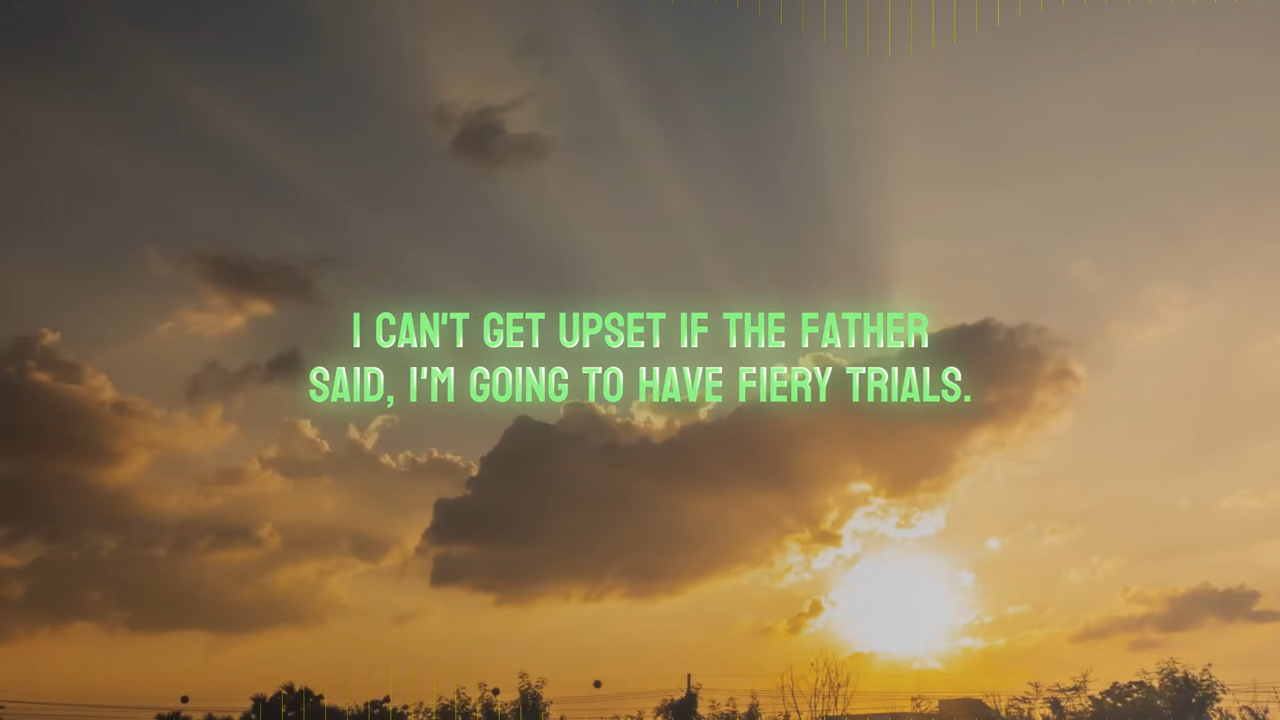 I CAN'T GET UPSET IF THE FATHER
SAID, I'M GOING TO HAVE FIERY TRIALS.